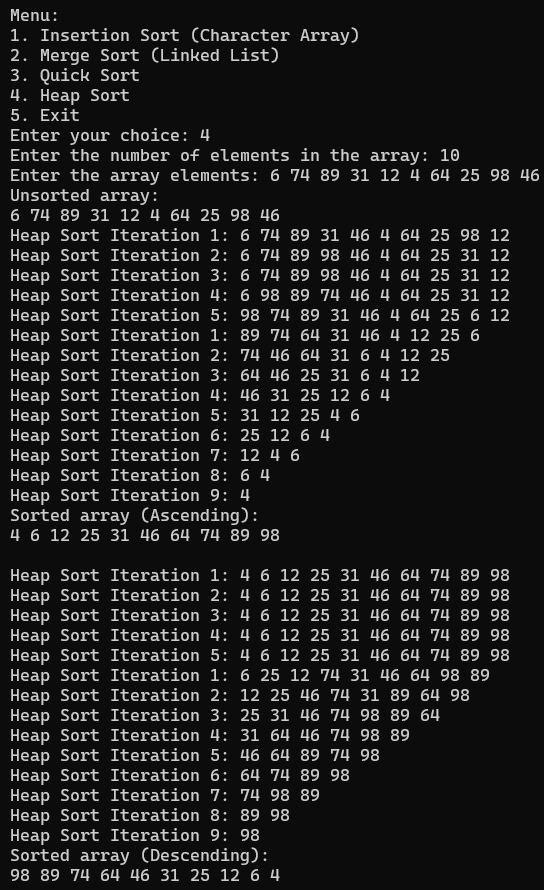 Menu:
1. Insertion Sort (Character Array)
2. Merge Sort (Linked List)
3. Quick Sort
4. Heap Sort
5. Exit
Enter your choice: 4
Enter the number of elements in the array: 10
Enter the array elements: 6 74 89 31 12 4 64 25 98 46
Unsorted array:
6 74 89 31 12 4 64 25 98 46
Heap Sort Iteration 1: 6 74 89 31 46 4 64 25 98 12
Heap Sort Iteration 2: 6 74 89 98 46 4 64 25 31 12
Heap Sort Iteration 3: 6 74 89 98 46 4 64 25 31 12
Heap Sort Iteration 4: 6 98 89 74 46 4 64 25 31 12
Heap Sort Iteration 5: 98 74 89 31 46 4 64 25 6 12
Heap Sort Iteration 1: 89 74 64 31 46 4 12 25 6
Heap Sort Iteration 2: 74 46 64 31 6 4 12 25
Heap Sort Iteration 3: 64 46 25 31 6 4 12
Heap Sort Iteration 4: 46 31 25 12 6 4
Heap Sort Iteration 5: 31 12 25 4 6
Heap Sort Iteration 6: 25 12 6 4
Heap Sort Iteration 7: 12 4 6
Heap Sort Iteration 8: 6 4
Heap Sort Iteration 9: 4
Sorted array (Ascending):
4 6 12 25 31 46 64 74 89 98
Heap Sort Iteration 1: 4 6 12 25 31 46 64 74 89 98
Heap Sort Iteration 2: 4 6 12 25 31 46 64 74 89 98
Heap Sort Iteration 3: 4 6 12 25 31 46 64 74 89 98
Heap Sort Iteration 4: 4 6 12 25 31 46 64 74 89 98
Heap Sort Iteration 5: 4 6 12 25 31 46 64 74 89 98
Heap Sort Iteration 1: 6 25 12 74 31 46 64 98 89
Heap Sort Iteration 2: 12 25 46 74 31 89 64 98
Heap Sort Iteration 3: 25 31 46 74 98 89 64
Heap Sort Iteration 4: 31 64 46 74 98 89
Heap Sort Iteration 5: 46 64 89 74 98
Heap Sort Iteration 6: 64 74 89 98
Heap Sort Iteration 7: 74 98 89
Heap Sort Iteration 8: 89 98
Heap Sort Iteration 9: 98
Sorted array (Descending):
98 89 74 64 46 31 25 12 6 4